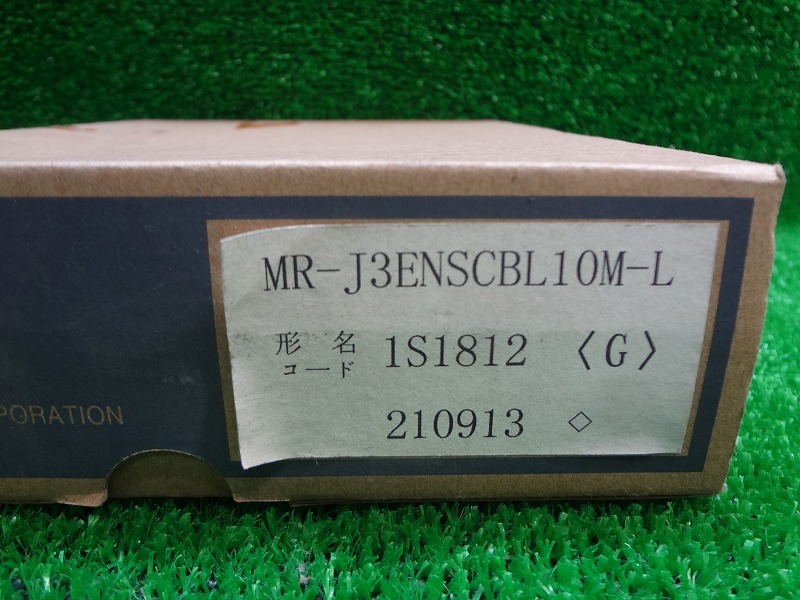 MR-J3ENSCBL10M-L
形名
コード 1S1812 〈G〉
210913 ◇
PORATION